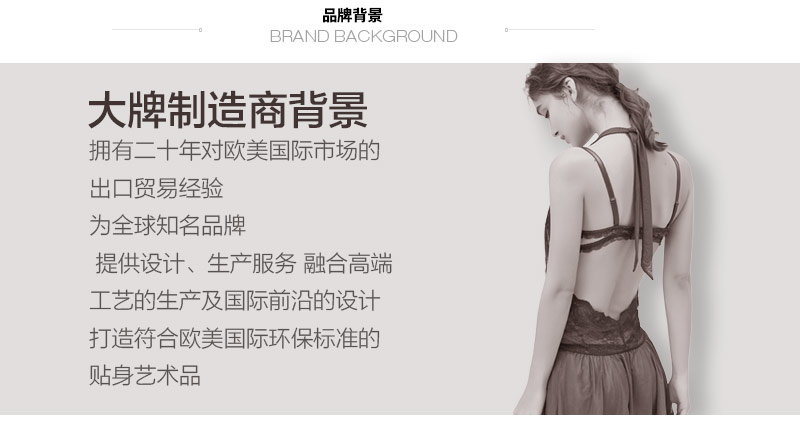 品牌背景
BRAND BACKGROUND
大牌制造商背景
拥有二十年对欧美国际市场的
出口贸易经验
为全球知名品牌
提供设计、生产服务 融合高端
工艺的生产及国际前沿的设计
打造符合欧美国际环保标准的
贴身艺术品